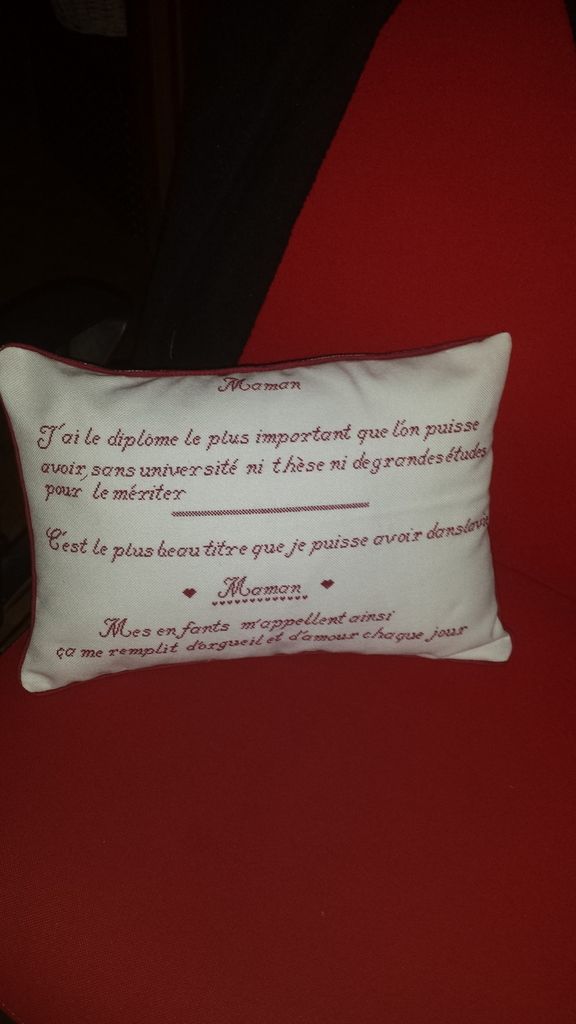 Maman
J'ai le diplôme le plus important que l'on puisse
avoir, sans université ni thèse ni de grandes études
pour le mériter
C'est le plus beau titre que je puisse avoir dans la vie
Maman
Mes enfants m'appellent ainsi
ça me remplit d'orgueil et d'amour chaque jour